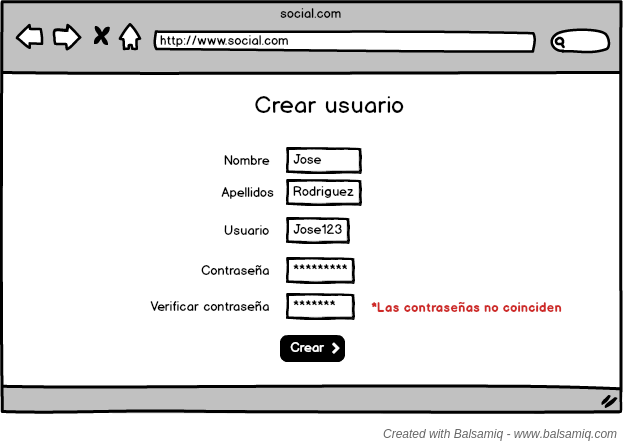 social.com
http://www.social.com
Crear usuario
Nombre Jose
Apellidos Rodriguez
Usuario Jose123
Contraseña *********
Verificar contraseña ******* *Las contraseñas no coinciden
Crear
Created with Balsamiq - www.balsamiq.com